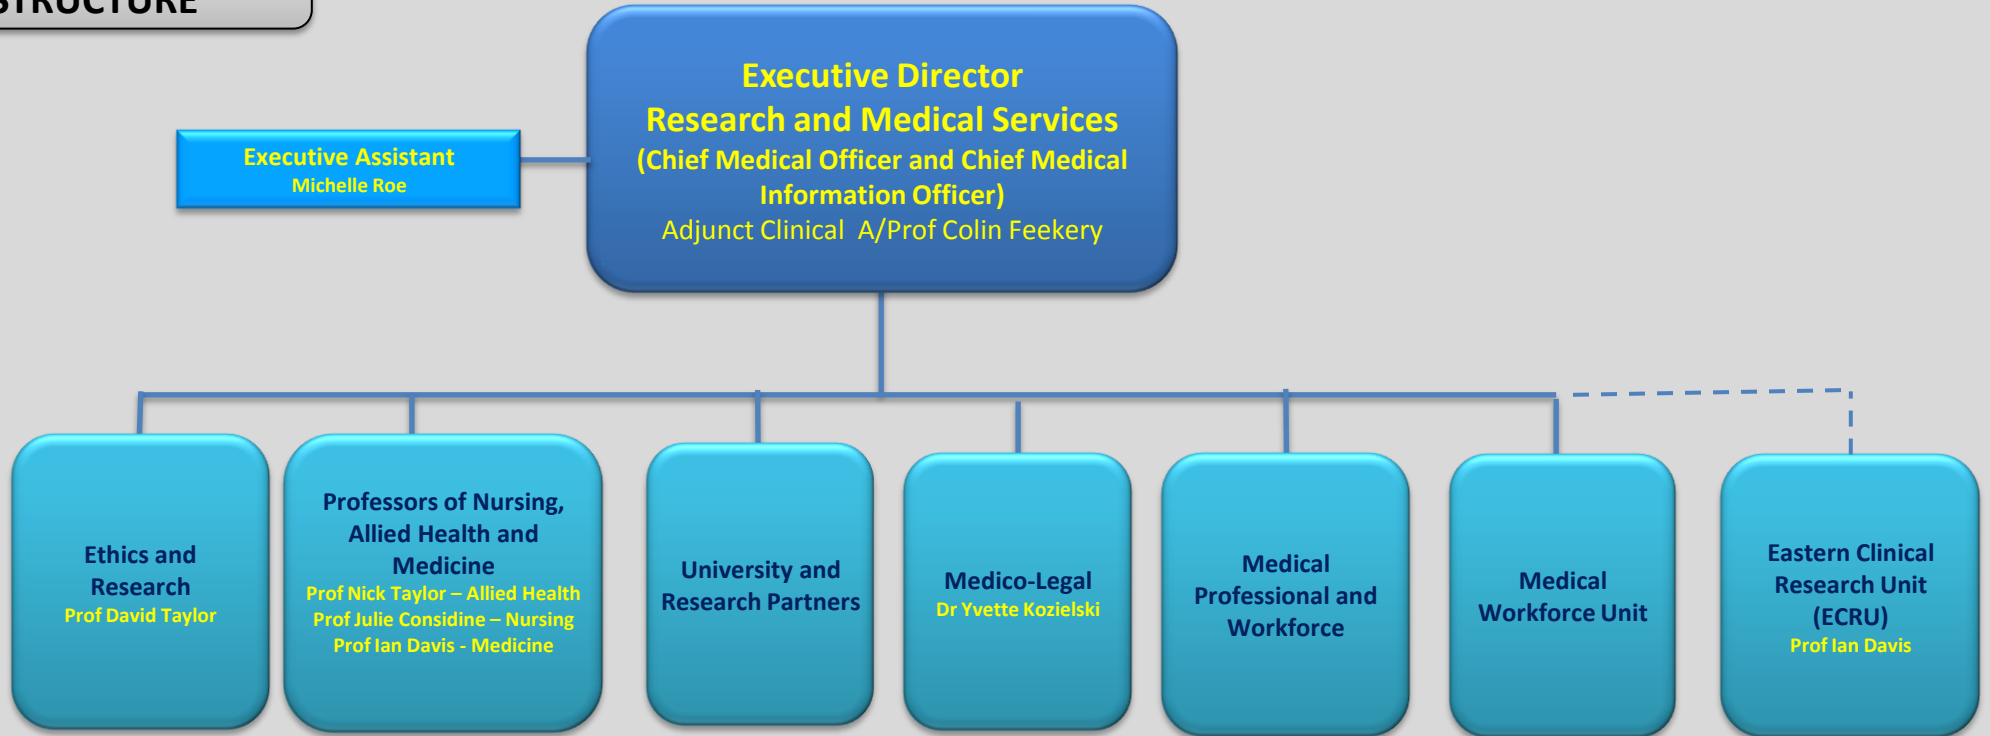 STRUCTURE
Executive Director
Research and Medical Services
(Chief Medical Officer and Chief Medical
Information Officer)
Adjunct Clinical A/Prof Colin Feekery
Executive Assistant
Michelle Roe
Ethics and
Research
Prof David Taylor
Professors of Nursing,
Allied Health and
Medicine
Prof Nick Taylor – Allied Health
Prof Julie Considine – Nursing
Prof Ian Davis - Medicine
University and
Research Partners
Medico-Legal
Dr Yvette Kozielski
Medical
Professional and
Workforce
Medical
Workforce Unit
Eastern Clinical
Research Unit
(ECRU)
Prof Ian Davis